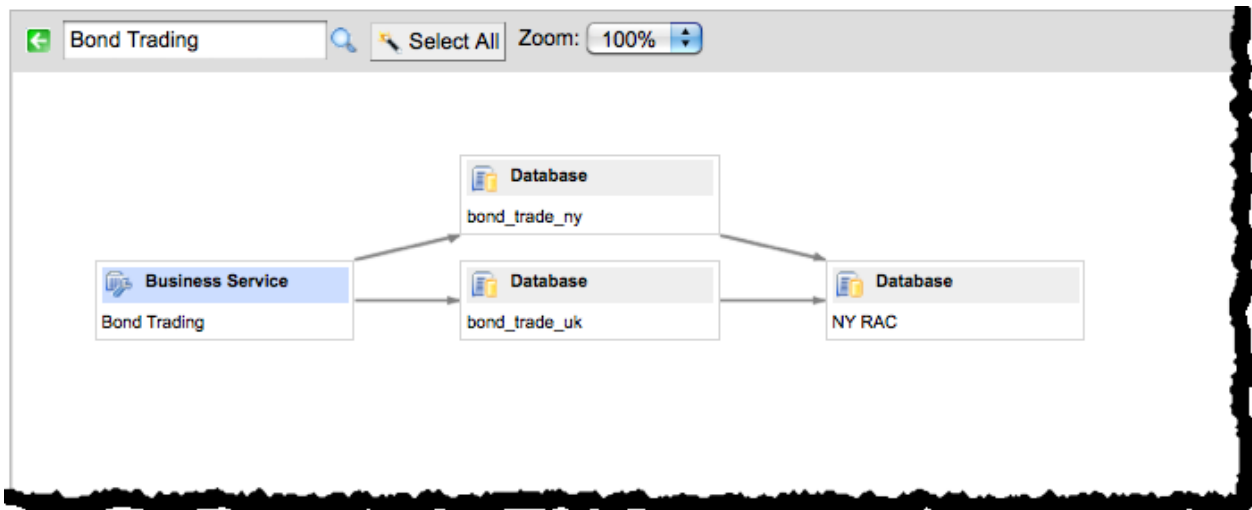 Bond Trading
Select All
Zoom: 100%
Database
bond_trade_ny
Business Service
Bond Trading
Database
bond_trade_uk
Database
NY RAC